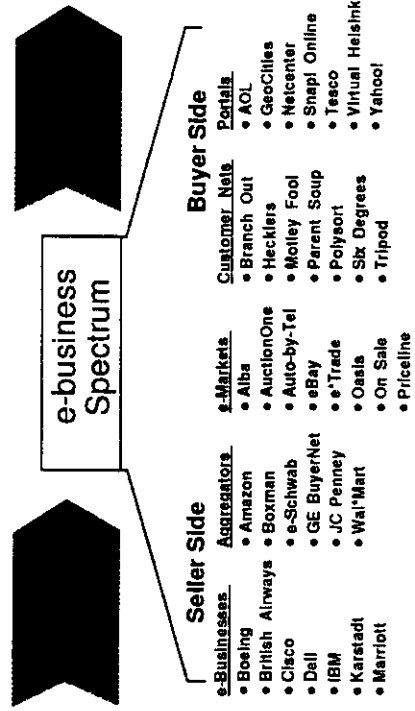 e-business
Spectrum
Seller Side
Buyer Side
e-Businesses
• Boeing
• British Airways
• Cisco
• Dell
• IBM
• Karstadt
• Marriott
Aggregators
• Amazon
• Boxman
• e-Schwab
• GE BuyerNet
• JC Penney
• Wal*Mart
e-Markets
• Alba
• AuctionOne
• Auto-by-Tel
• eBay
• e*Trade
• Oasis
• On Sale
• Priceline
Customer Nets
• Branch Out
• Hecklers
• Motley Fool
• Parent Soup
• Polysort
• Six Degrees
• Tripod
Portals
• AOL
• GeoCities
• Netcenter
• Snap! Online
• Tesco
• Virtual Helsink
• Yahoo!